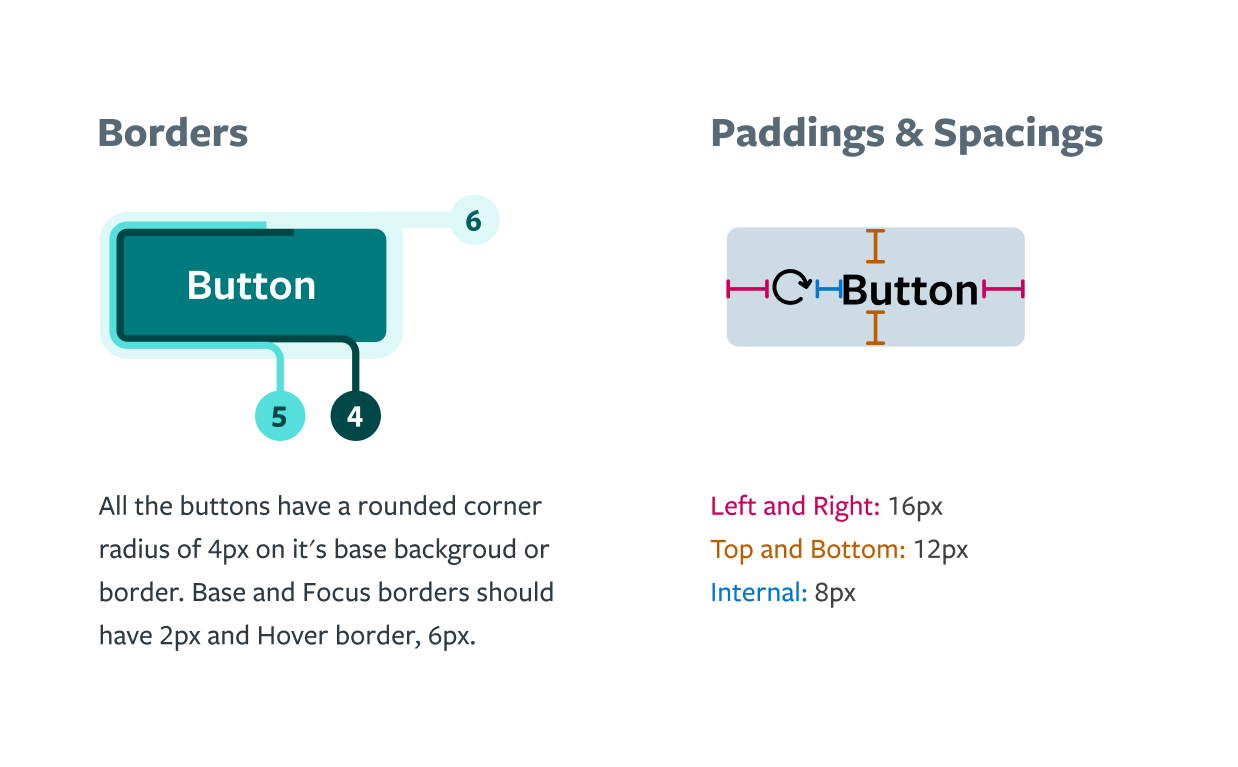 Borders
6
Button
5
4
All the buttons have a rounded corner
radius of 4px on it's base backgroud or
border. Base and Focus borders should
have 2px and Hover border, 6px.
Paddings & Spacings
Button
Left and Right: 16px
Top and Bottom: 12px
Internal: 8px